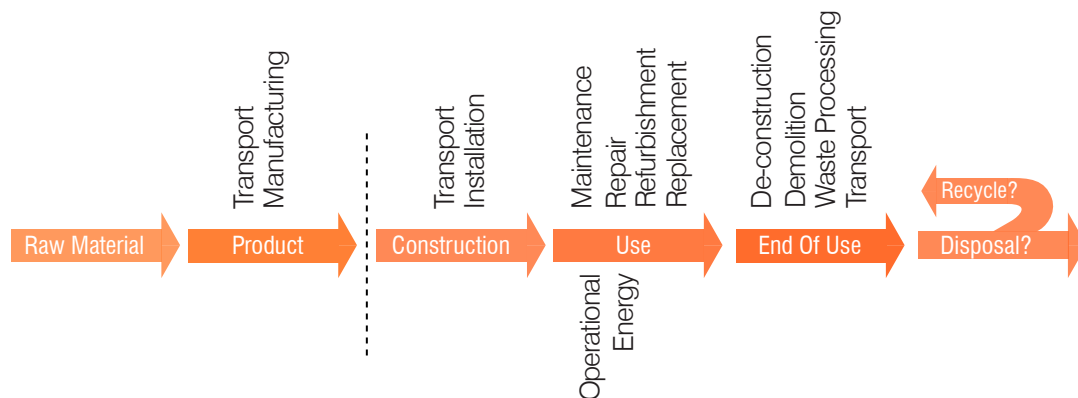 Transport
Manufacturing
Transport
Installation
Maintenance
Repair
Refurbishment
Replacement
De-construction
Demolition
Waste Processing
Transport
Recycle?
Raw Material
Product
Construction
Use
End Of Use
Disposal?
Operational
Energy